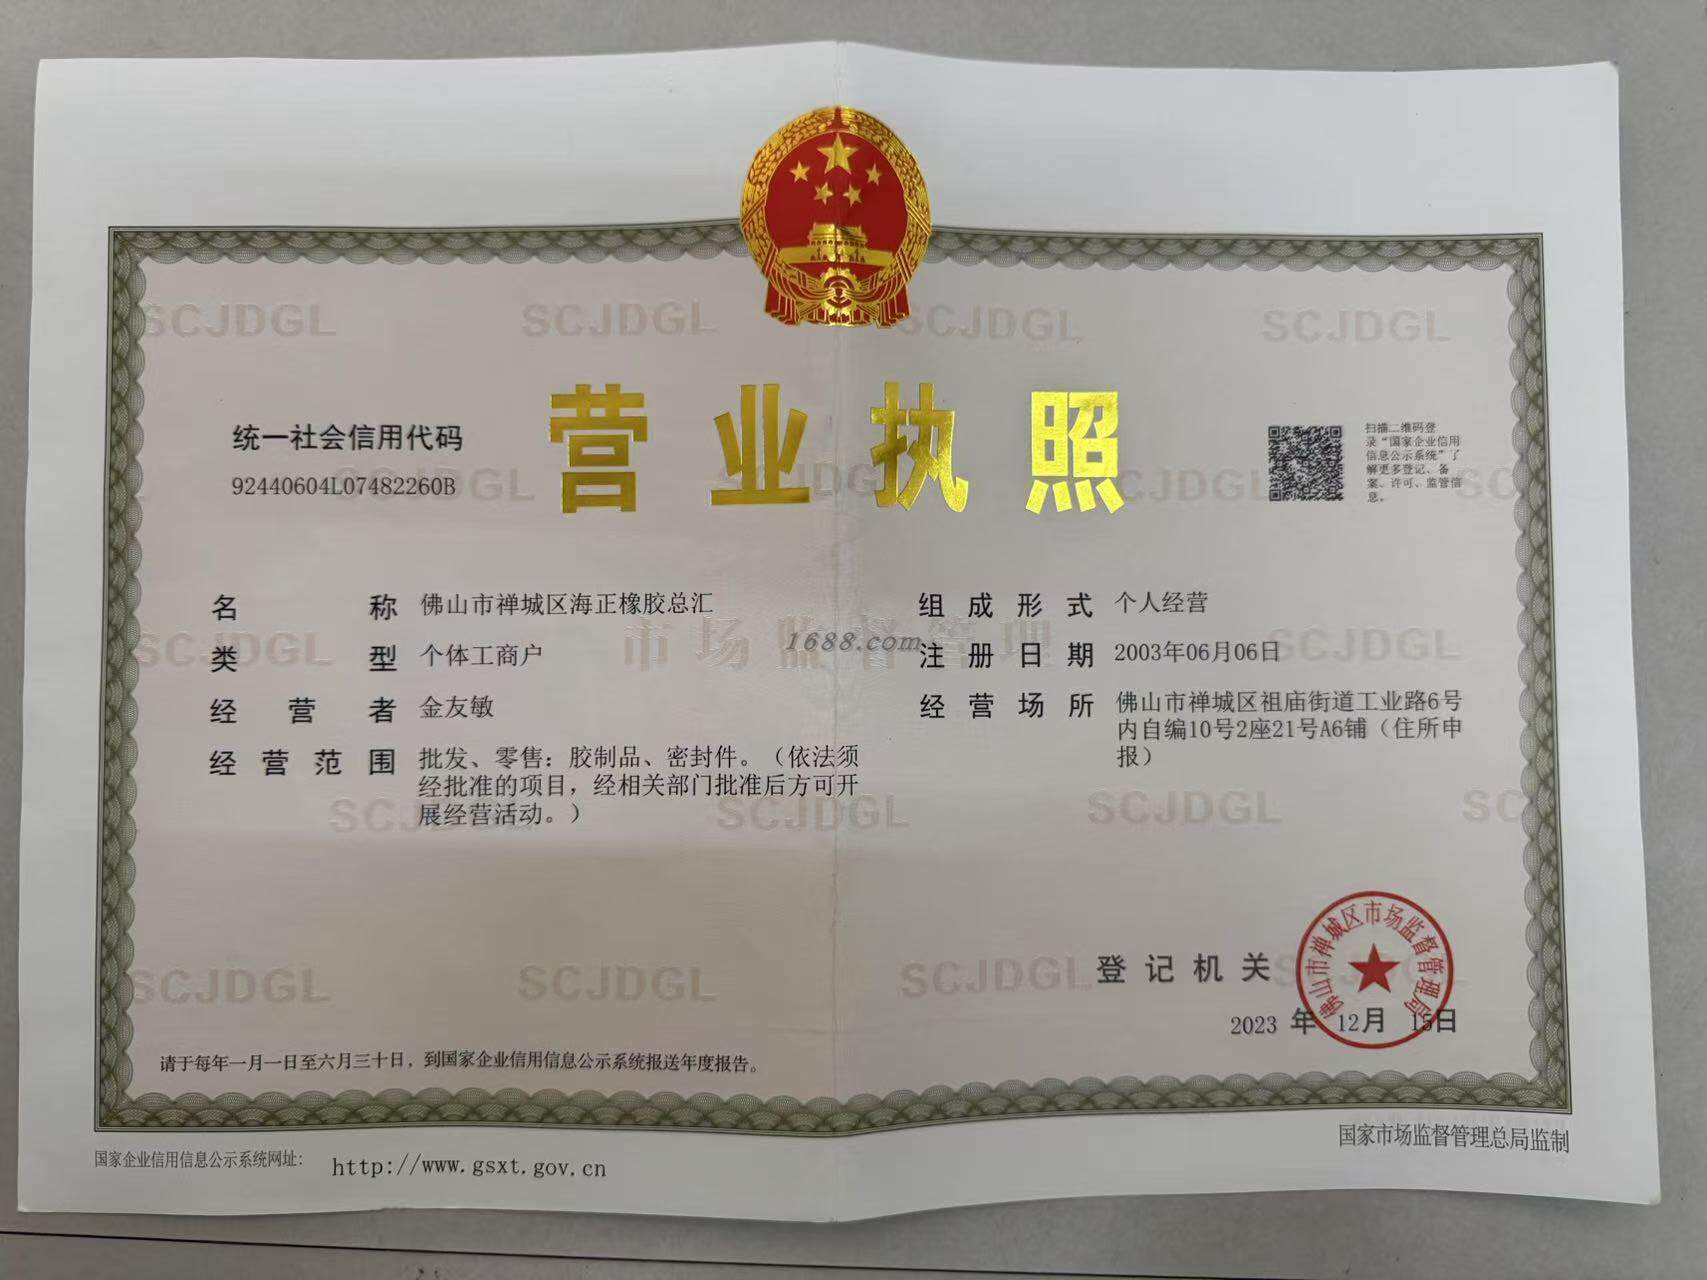 营业执照
统一社会信用代码
92440604L07482260B
扫描二维码登
录“国家企业信用
信息公示系统”了
解更多登记、备
案、许可、监管信
息。
名称 佛山市禅城区海正橡胶总汇
类型 个体工商户
经营者 金友敏
经营范围 批发、零售：胶制品、密封件。（依法须
经批准的项目，经相关部门批准后方可开
展经营活动。）
组成形式 个人经营
注册日期 2003年06月06日
经营场所 佛山市禅城区祖庙街道工业路6号
内自编10号2座21号A6铺（住所申
报）
市场监督管理
1688.com
SCJDGL
登记机关
佛山市禅城区市场监督管理局
2023 年 12月 15日
请于每年一月一日至六月三十日，到国家企业信用信息公示系统报送年度报告。
国家企业信用信息公示系统网址： http://www.gsxt.gov.cn
国家市场监督管理总局监制